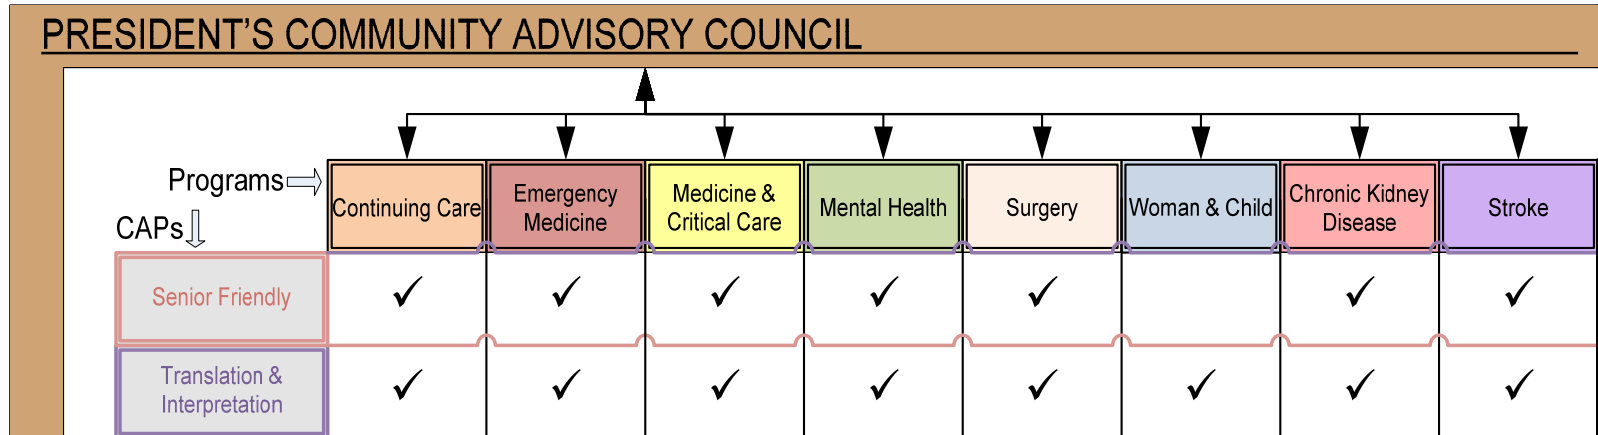 PRESIDENT'S COMMUNITY ADVISORY COUNCIL
Programs
CAPs
Continuing Care
Emergency
Medicine
Medicine &
Critical Care
Mental Health
Surgery
Woman & Child
Chronic Kidney
Disease
Stroke
Senior Friendly
✓ ✓ ✓ ✓ ✓ ✓ ✓
Translation &
Interpretation
✓ ✓ ✓ ✓ ✓ ✓ ✓ ✓